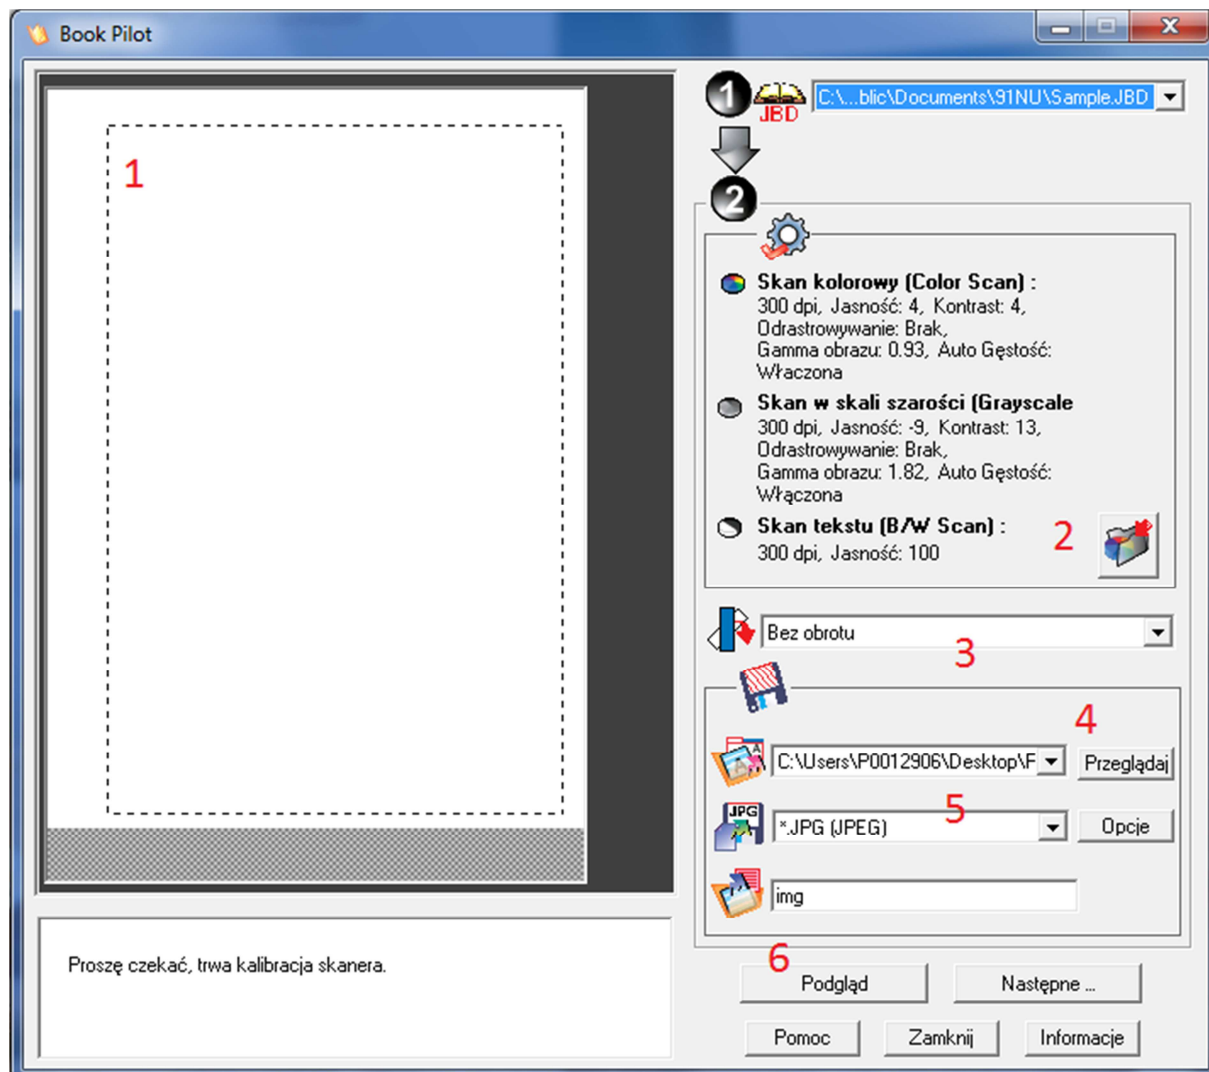 Book Pilot
1
1
JBD
C:\...blic\Documents\91NU\Sample.JBD
2
Skan kolorowy (Color Scan) :
300 dpi, Jasność: 4, Kontrast: 4,
Odrastrowywanie: Brak,
Gamma obrazu: 0.93, Auto Gęstość:
Włączona
Skan w skali szarości (Grayscale
300 dpi, Jasność: -9, Kontrast: 13,
Odrastrowywanie: Brak,
Gamma obrazu: 1.82, Auto Gęstość:
Włączona
Skan tekstu (B/W Scan) :
300 dpi, Jasność: 100
2
Bez obrotu
3
4
C:\Users\P0012906\Desktop\F
Przeglądaj
5
JPG
*.JPG (JPEG)
Opcje
img
6
Podgląd
Następne ...
Pomoc
Zamknij
Informacje
Proszę czekać, trwa kalibracja skanera.